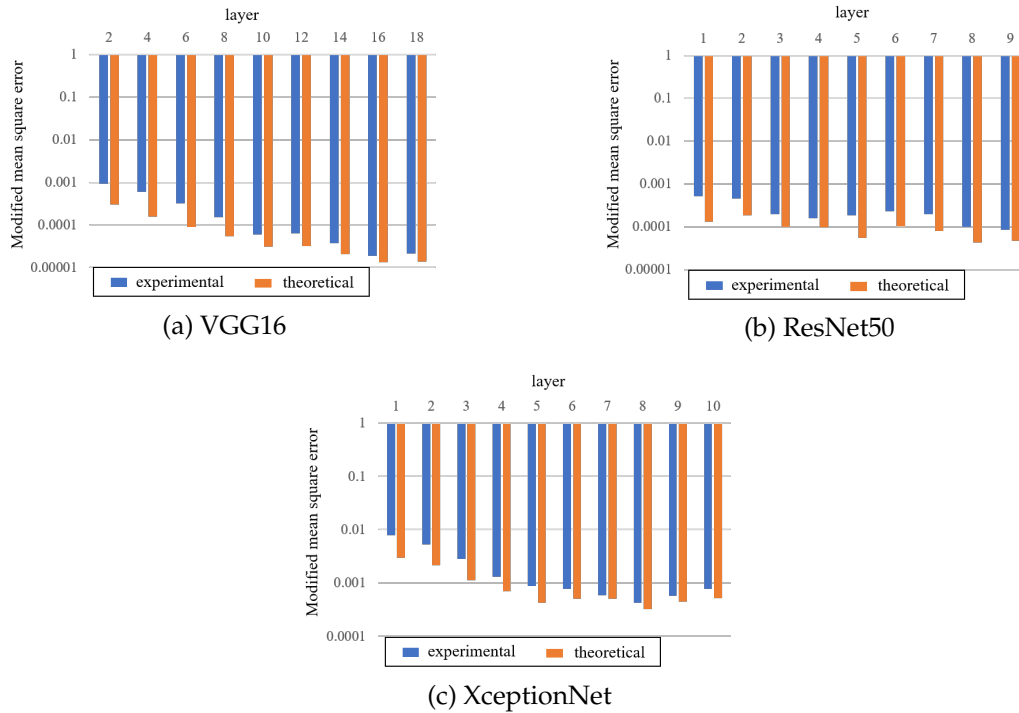 layer
2 4 6 8 10 12 14 16 18
1
0.1
0.01
0.001
0.0001
0.00001
Modified mean square error
experimental theoretical
(a) VGG16
layer
1 2 3 4 5 6 7 8 9
1
0.1
0.01
0.001
0.0001
0.00001
Modified mean square error
experimental theoretical
(b) ResNet50
layer
1 2 3 4 5 6 7 8 9 10
1
0.1
0.01
0.001
0.0001
Modified mean square error
experimental theoretical
(c) XceptionNet